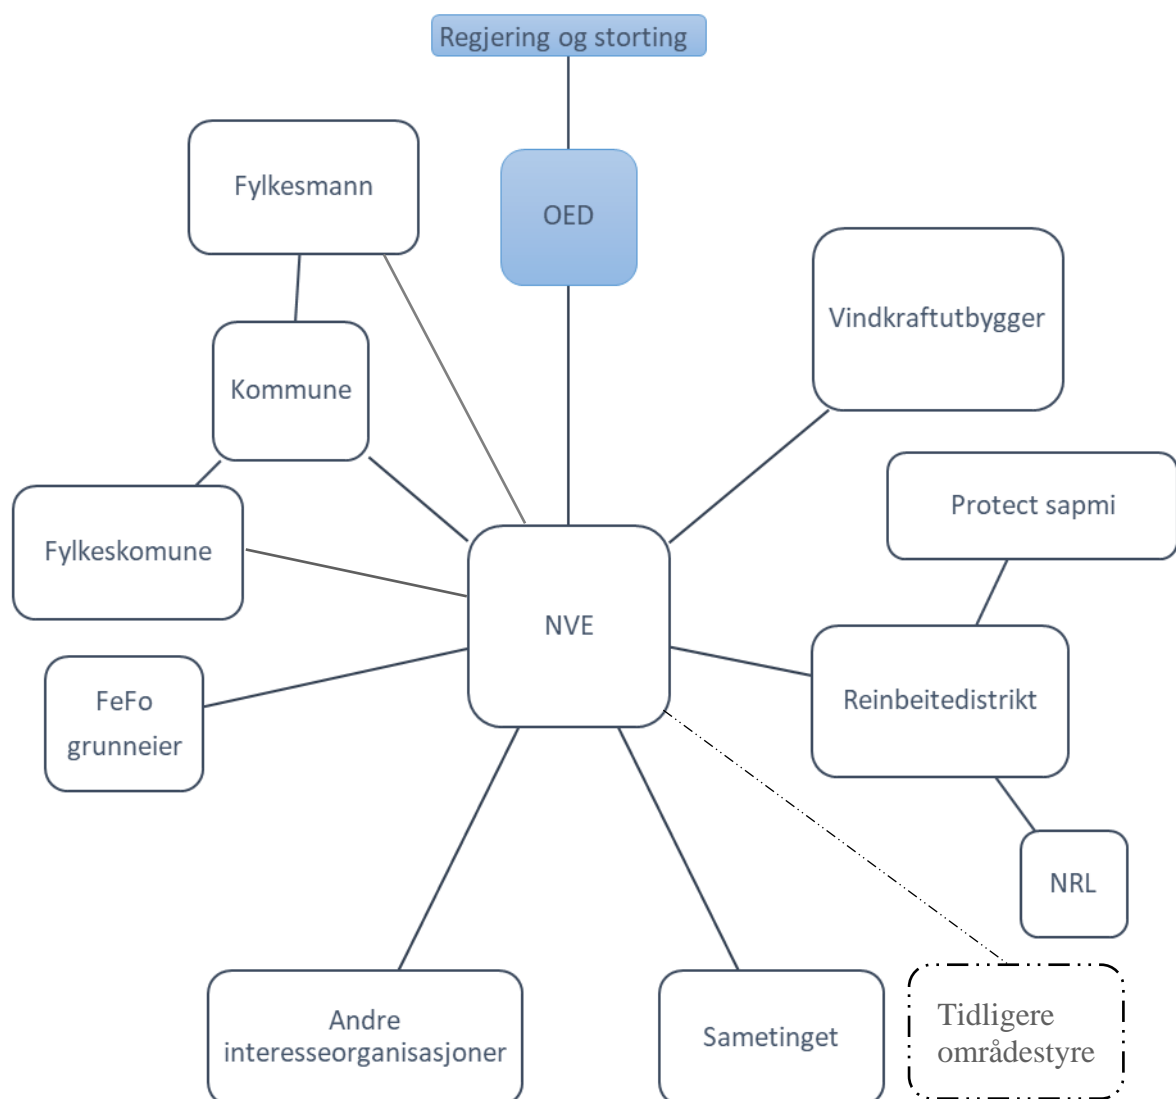 Regjering og storting
Fylkesmann
OED
Vindkraftutbygger
Kommune
Protect sapmi
Fylkeskomune
NVE
FeFo
grunneier
Reinbeitedistrikt
NRL
Andre
interesseorganisasjoner
Sametinget
Tidligere
områdestyre